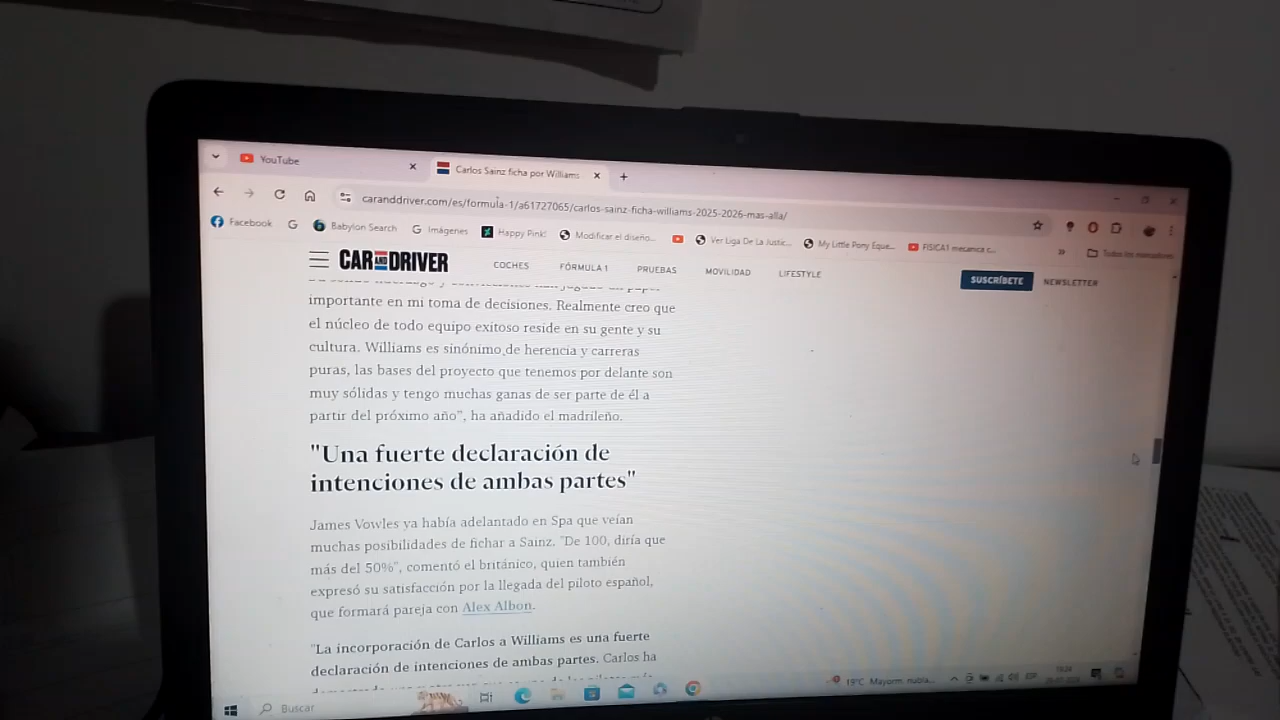 YouTube
Carlos Sainz ficha por Williams
caranddriver.com/es/formula-1/a61727065/carlos-sainz-ficha-williams-2025-2026-mas-alla/
Facebook
Babylon Search
Imágenes
Happy Pink!
Modificar el diseño...
Ver Liga De La Justic...
My Little Pony Eque...
FISICA1 mecanica c...
Todos los marcadores
CAR AND DRIVER
COCHES
FÓRMULA 1
PRUEBAS
MOVILIDAD
LIFESTYLE
SUSCRÍBETE
NEWSLETTER
importante en mi toma de decisiones. Realmente creo que
el núcleo de todo equipo exitoso reside en su gente y su
cultura. Williams es sinónimo de herencia y carreras
puras, las bases del proyecto que tenemos por delante son
muy sólidas y tengo muchas ganas de ser parte de él a
partir del próximo año", ha añadido el madrileño.
"Una fuerte declaración de
intenciones de ambas partes"
James Vowles ya había adelantado en Spa que veían
muchas posibilidades de fichar a Sainz. "De 100, diría que
más del 50%", comentó el británico, quien también
expresó su satisfacción por la llegada del piloto español,
que formará pareja con Alex Albon.
"La incorporación de Carlos a Williams es una fuerte
declaración de intenciones de ambas partes. Carlos ha
Buscar
19°C Mayorm. nubla...